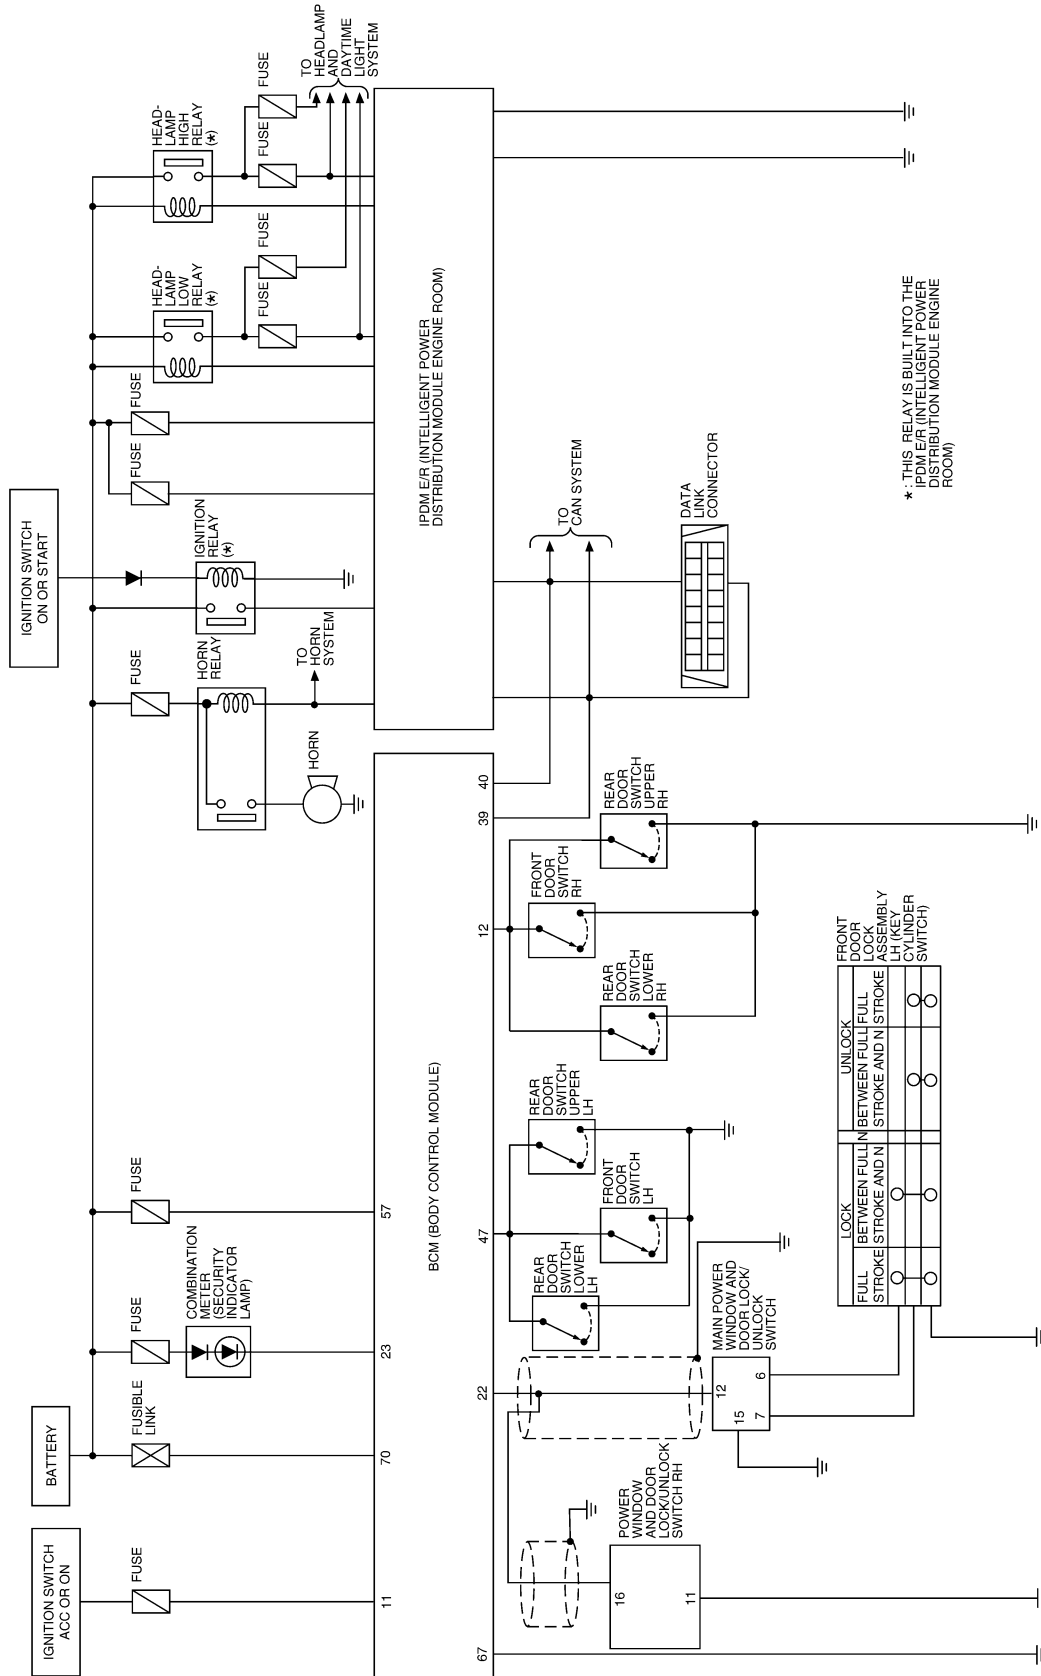 IGNITION SWITCH
ACC OR ON
BATTERY
IGNITION SWITCH
ON OR START
FUSE
FUSIBLE
LINK
FUSE
COMBINATION
METER
(SECURITY
INDICATOR
LAMP)
FUSE
FUSE
HORN
RELAY
HORN
TO
HORN
SYSTEM
IGNITION
RELAY
(*)
FUSE
FUSE
HEAD-
LAMP
LOW
RELAY
(*)
FUSE
FUSE
HEAD-
LAMP
HIGH
RELAY
(*)
FUSE
FUSE
TO
HEADLAMP
AND
DAYTIME
LIGHT
SYSTEM
11
70
23
57
BCM (BODY CONTROL MODULE)
IPDM E/R (INTELLIGENT POWER
DISTRIBUTION MODULE ENGINE ROOM)
67
22
47
12
39
40
REAR
DOOR
SWITCH
LOWER
LH
FRONT
DOOR
SWITCH
LH
REAR
DOOR
SWITCH
UPPER
LH
REAR
DOOR
SWITCH
LOWER
RH
FRONT
DOOR
SWITCH
RH
REAR
DOOR
SWITCH
UPPER
RH
TO
CAN SYSTEM
DATA
LINK
CONNECTOR
POWER
WINDOW
AND DOOR
LOCK/UNLOCK
SWITCH RH
16
11
MAIN POWER
WINDOW AND
DOOR LOCK/
UNLOCK
SWITCH
12
15
6
7
FRONT
DOOR
LOCK
ASSEMBLY
LH (KEY
CYLINDER
SWITCH)
LOCK
UNLOCK
FULL
STROKE
BETWEEN FULL
STROKE AND N
N
BETWEEN FULL
STROKE AND N
FULL
STROKE
* : THIS RELAY IS BUILT INTO THE
IPDM E/R (INTELLIGENT POWER
DISTRIBUTION MODULE ENGINE
ROOM)